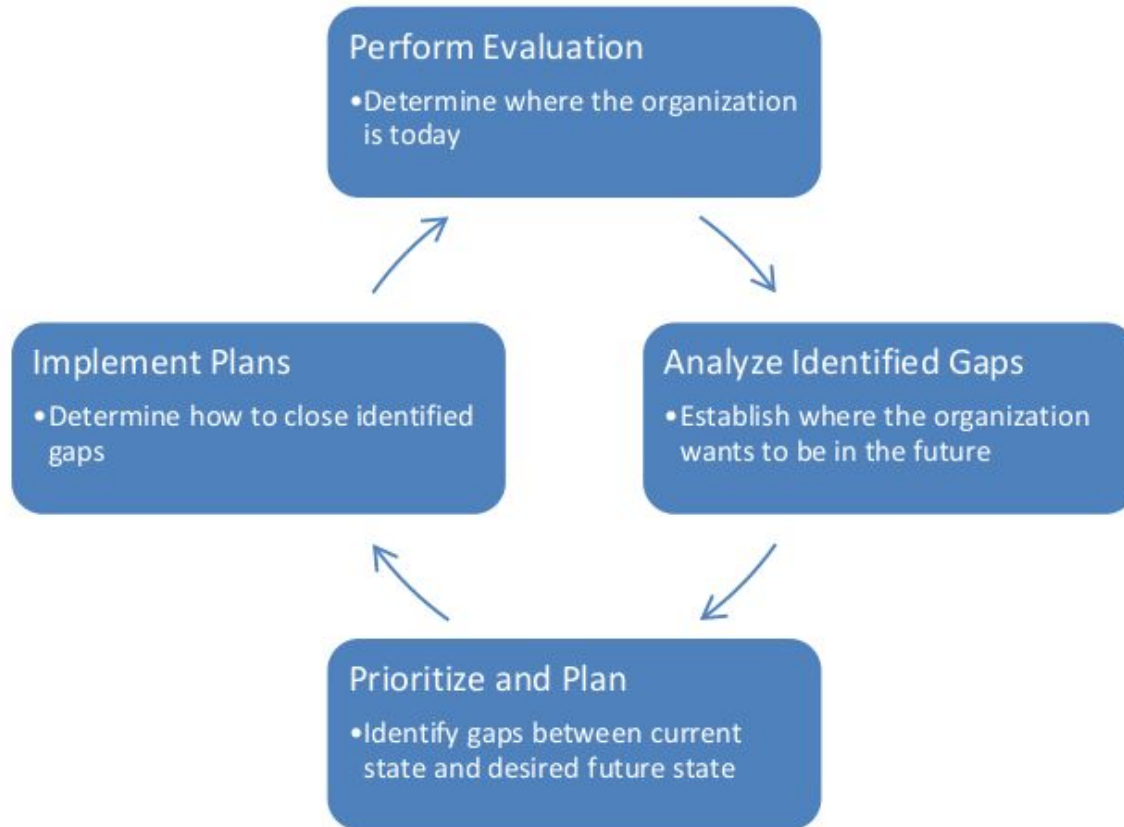 Perform Evaluation
•Determine where the organization
is today
Implement Plans
•Determine how to close identified
gaps
Analyze Identified Gaps
•Establish where the organization
wants to be in the future
Prioritize and Plan
•Identify gaps between current
state and desired future state